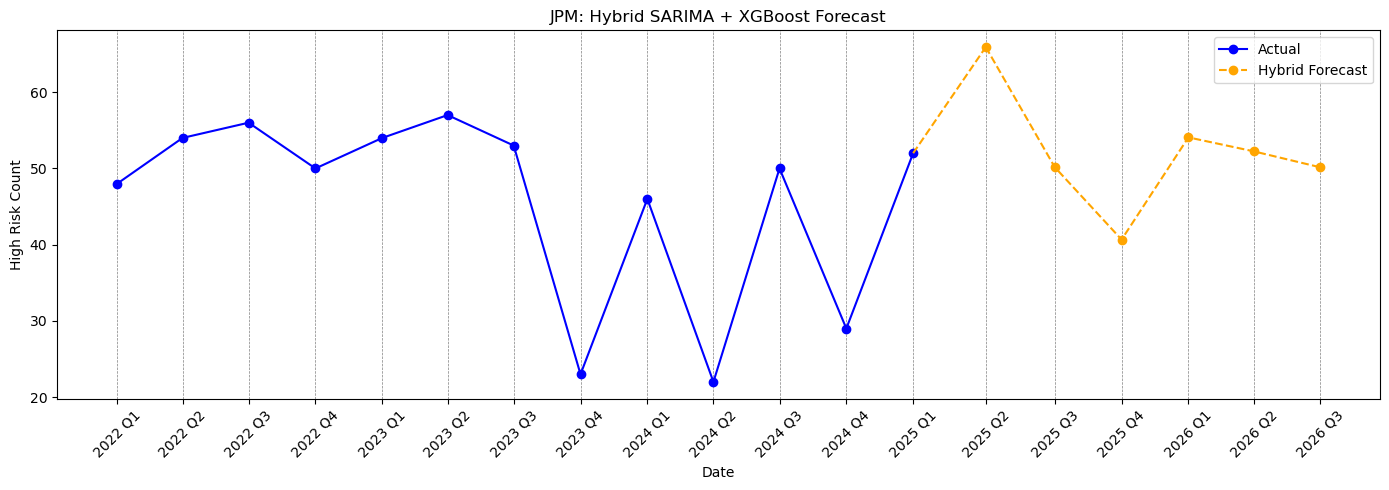 JPM: Hybrid SARIMA + XGBoost Forecast
Actual
Hybrid Forecast
High Risk Count
60
50
40
30
20
2022 Q1
2022 Q2
2022 Q3
2022 Q4
2023 Q1
2023 Q2
2023 Q3
2023 Q4
2024 Q1
2024 Q2
2024 Q3
2024 Q4
2025 Q1
2025 Q2
2025 Q3
2025 Q4
2026 Q1
2026 Q2
2026 Q3
Date